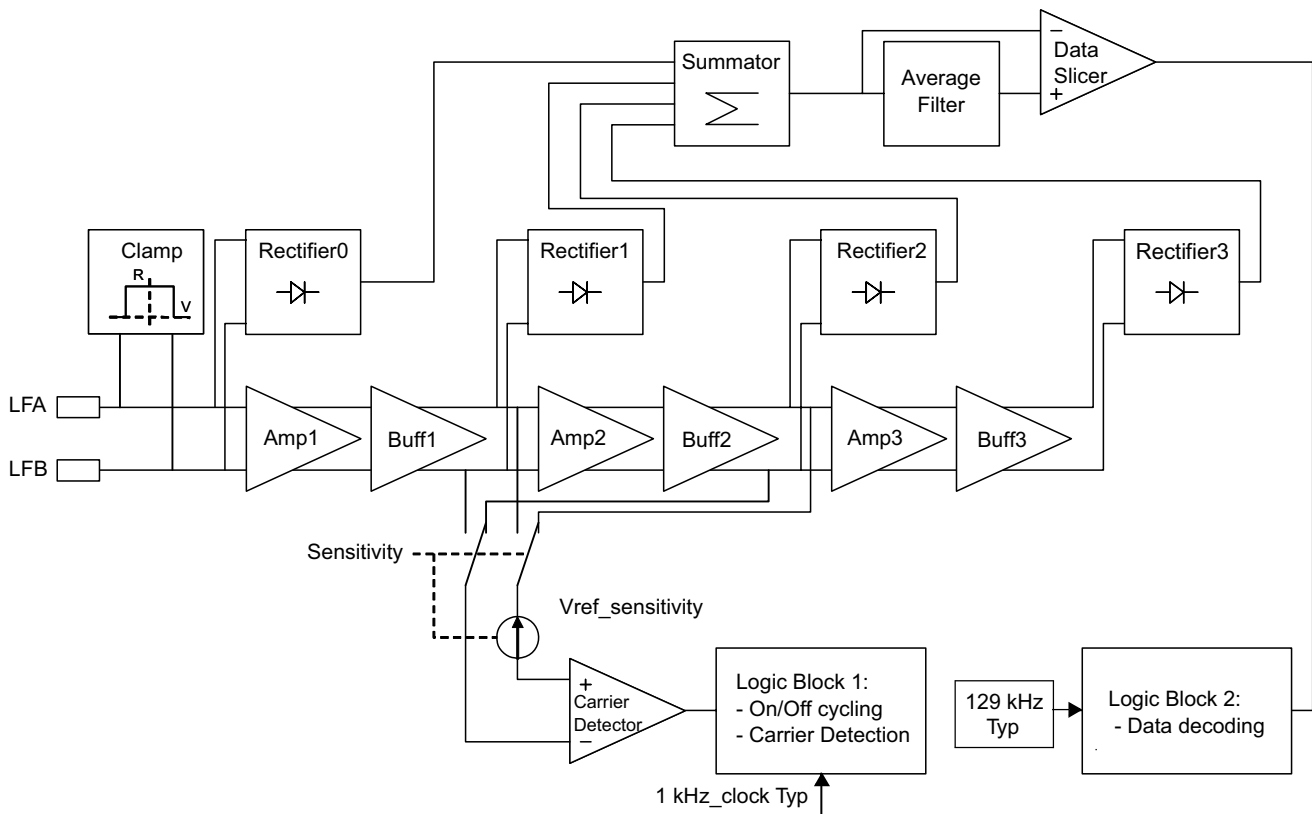 Summator
Σ
Average
Filter
−
Data
Slicer
+
Clamp
R
V
Rectifier0
Rectifier1
Rectifier2
Rectifier3
LFA
LFB
Amp1
Buff1
Amp2
Buff2
Amp3
Buff3
Sensitivity
Vref_sensitivity
+
Carrier
Detector
−
Logic Block 1:
- On/Off cycling
- Carrier Detection
1 kHz_clock Typ
129 kHz
Typ
Logic Block 2:
- Data decoding